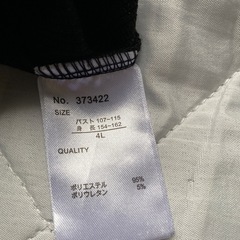 No. 373422
SIZE
バスト 107~115
身 長 154~162
4L
QUALITY
ポリエステル 95%
ポリウレタン 5%